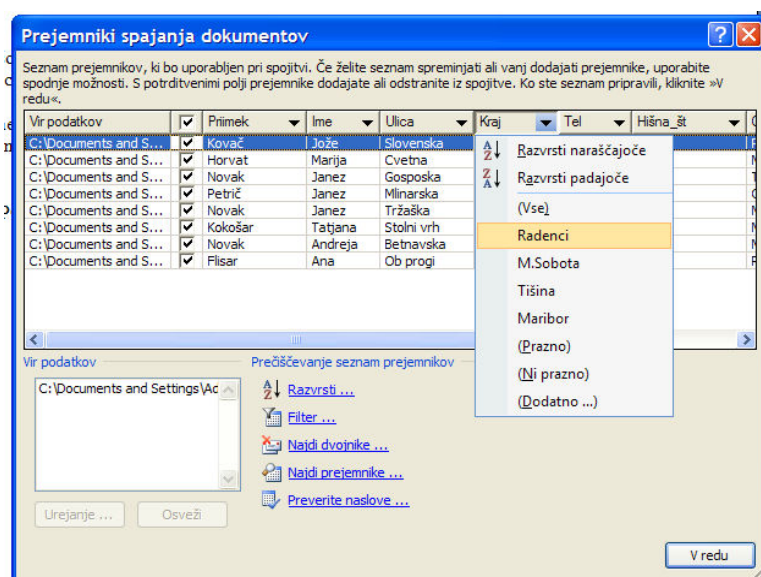 Prejemniki spajanja dokumentov
Seznam prejemnikov, ki bo uporabljen pri spojitvi. Če želite seznam spreminjati ali vanj dodajati prejemnike, uporabite
spodnje možnosti. S potrditvenimi polji prejemnike dodajate ali odstranite iz spojitve. Ko ste seznam pripravili, kliknite »V
redu«.
Vir podatkov Priimek Ime Ulica Kraj Tel Hišna_št
C:\Documents and S... Kovač Jože Slovenska
C:\Documents and S... Horvat Marija Cvetna
C:\Documents and S... Novak Janez Gosposka
C:\Documents and S... Petrič Janez Mlinarska
C:\Documents and S... Novak Janez Tržaška
C:\Documents and S... Kokošar Tatjana Stolni vrh
C:\Documents and S... Novak Andreja Betnavska
C:\Documents and S... Flisar Ana Ob progi
Razvrsti naraščajoče
Razvrsti padajoče
(Vse)
Radenci
M.Sobota
Tišina
Maribor
(Prazno)
(Ni prazno)
(Dodatno ...)
Vir podatkov
C:\Documents and Settings\Ad
Urejanje ... Osveži
Prečiščevanje seznam prejemnikov
Razvrsti ...
Filter ...
Najdi dvojnike ...
Najdi prejemnike ...
Preverite naslove ...
V redu